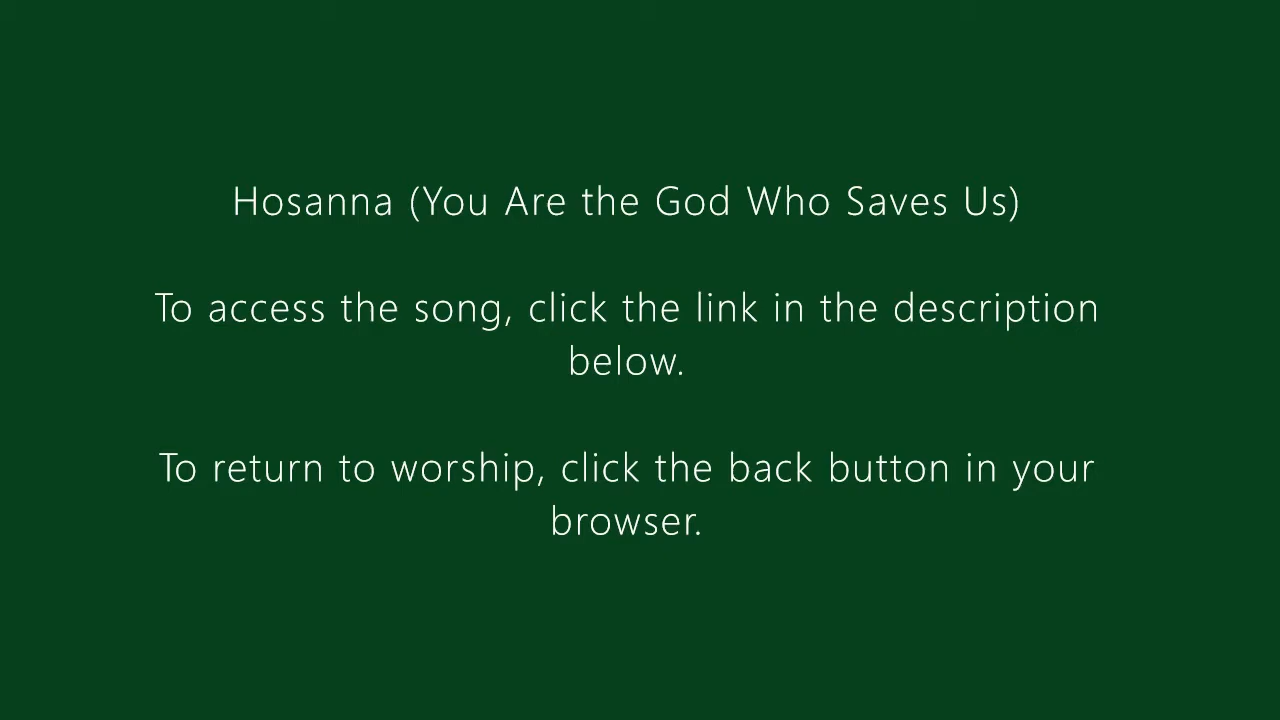 Hosanna (You Are the God Who Saves Us)
To access the song, click the link in the description
below.
To return to worship, click the back button in your
browser.